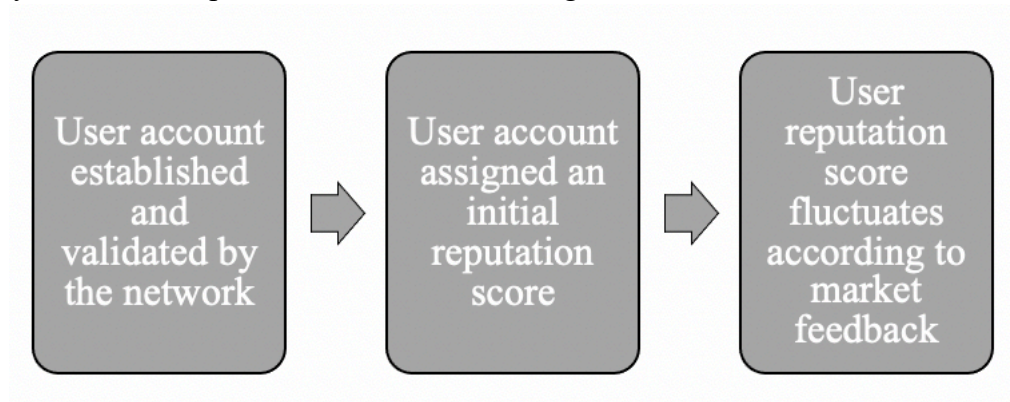 User account
established
and
validated by
the network
User account
assigned an
initial
reputation
score
User
reputation
score
fluctuates
according to
market
feedback